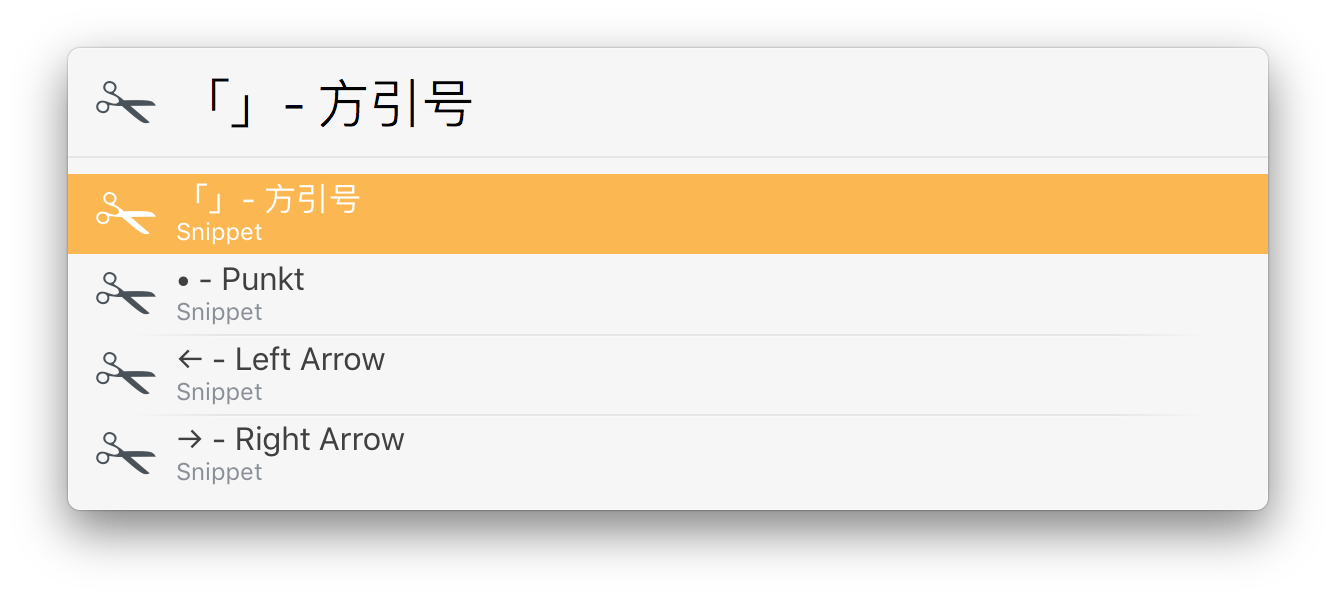 「」- 方引号
「」- 方引号
Snippet
• - Punkt
Snippet
← - Left Arrow
Snippet
→ - Right Arrow
Snippet